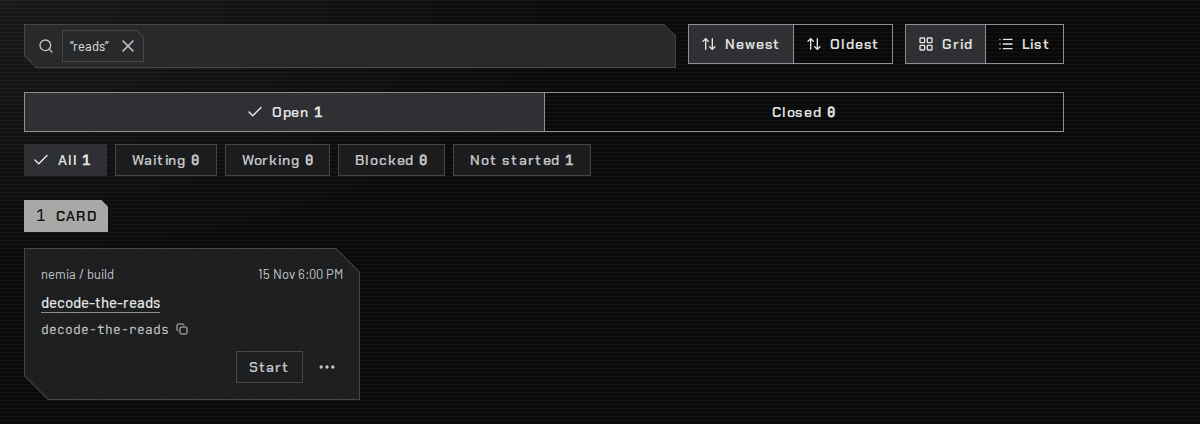 "reads"
Newest Oldest Grid List
Open 1 Closed 0
All 1 Waiting 0 Working 0 Blocked 0 Not started 1
1 CARD
nemia / build 15 Nov 6:00 PM
decode-the-reads
decode-the-reads
Start